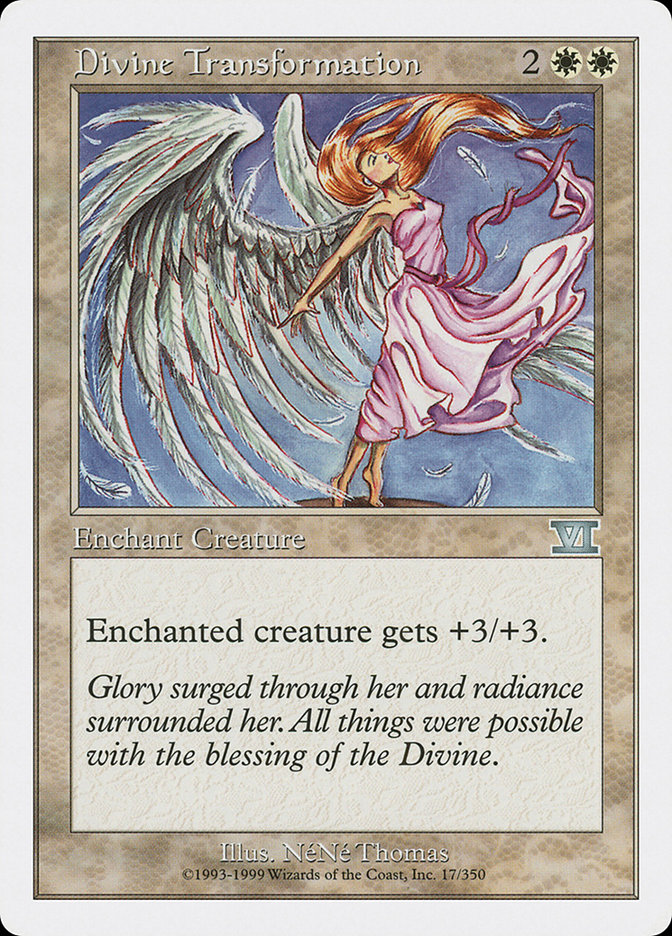 Divine Transformation 2
Enchant Creature VI
Enchanted creature gets +3/+3.
Glory surged through her and radiance
surrounded her. All things were possible
with the blessing of the Divine.
Illus. NéNé Thomas
©1993-1999 Wizards of the Coast, Inc. 17/350